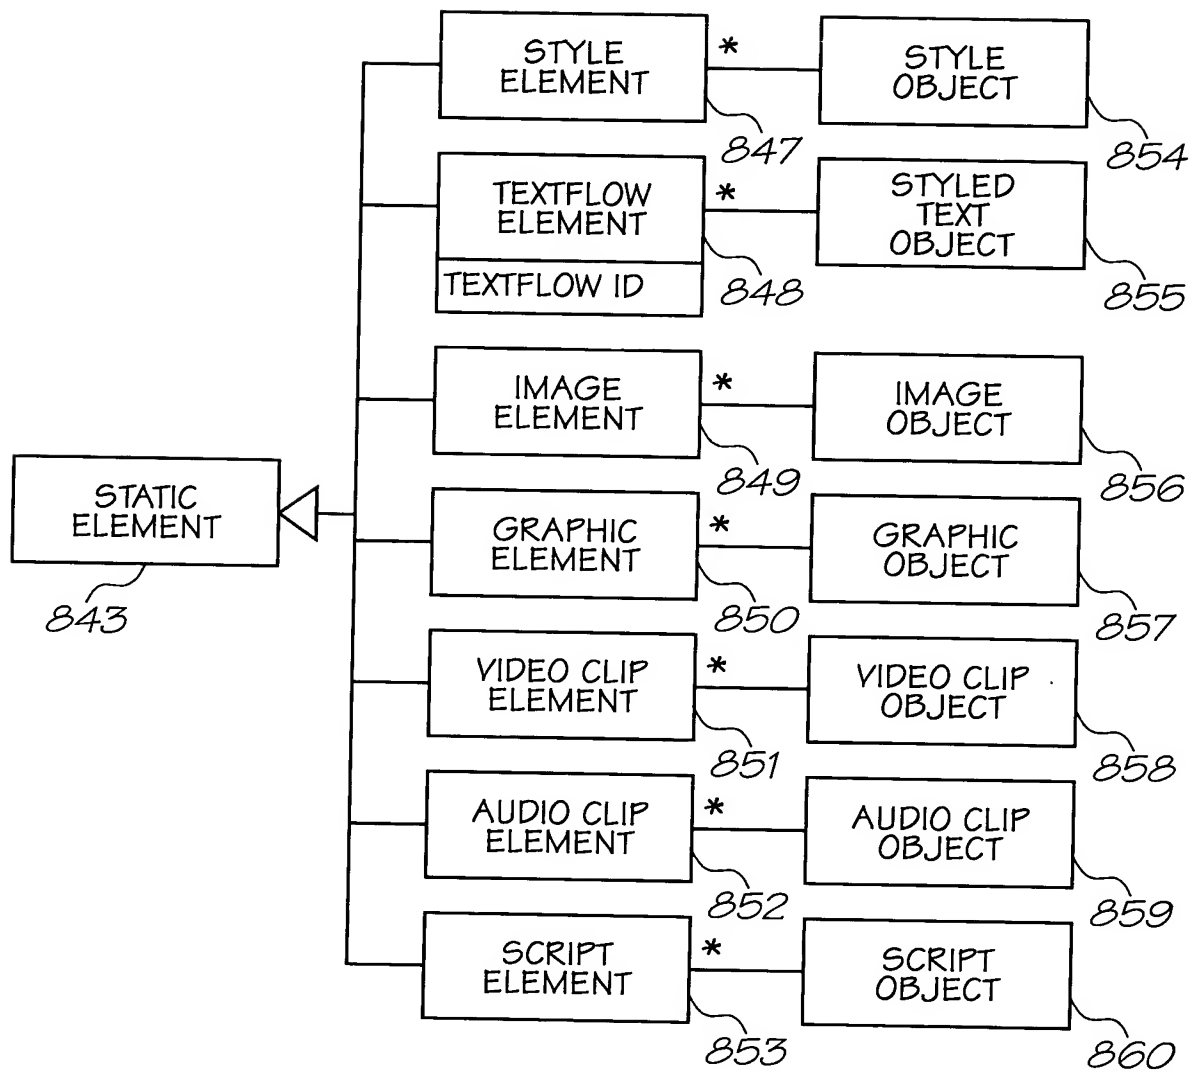 STYLE
ELEMENT
*
STYLE
OBJECT
847
854
TEXTFLOW
ELEMENT
*
STYLED
TEXT
OBJECT
TEXTFLOW ID
848
855
IMAGE
ELEMENT
*
IMAGE
OBJECT
849
856
STATIC
ELEMENT
843
GRAPHIC
ELEMENT
*
GRAPHIC
OBJECT
850
857
VIDEO CLIP
ELEMENT
*
VIDEO CLIP
OBJECT
851
858
AUDIO CLIP
ELEMENT
*
AUDIO CLIP
OBJECT
852
859
SCRIPT
ELEMENT
*
SCRIPT
OBJECT
853
860